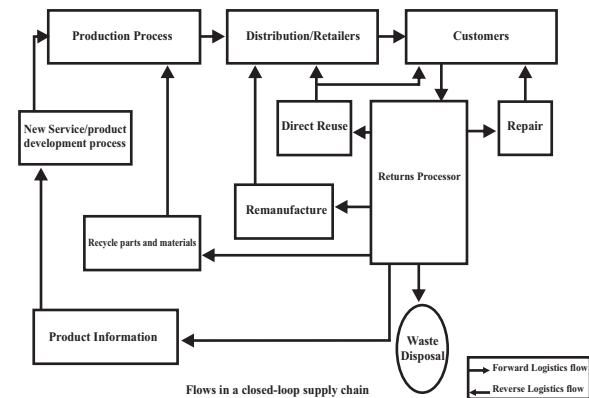 Production Process
Distribution/Retailers
Customers
New Service/product
development process
Direct Reuse
Repair
Returns Processor
Remanufacture
Recycle parts and materials
Product Information
Waste
Disposal
Forward Logistics flow
Reverse Logistics flow
Flows in a closed-loop supply chain